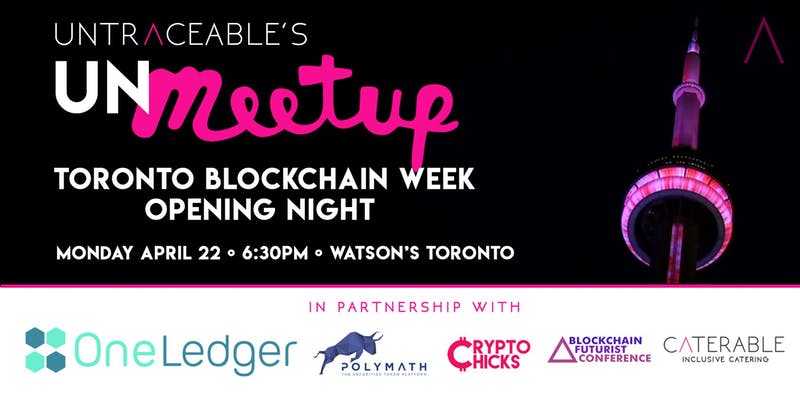 UNTRACEABLE'S
UNmeetup
TORONTO BLOCKCHAIN WEEK
OPENING NIGHT
MONDAY APRIL 22 ∘ 6:30PM ∘ WATSON'S TORONTO
IN PARTNERSHIP WITH
OneLedger
POLYMATH
THE SECURITIES TOKEN PLATFORM
CRYPTO
CHICKS
BLOCKCHAIN
FUTURIST
CONFERENCE
CATERABLE
INCLUSIVE CATERING